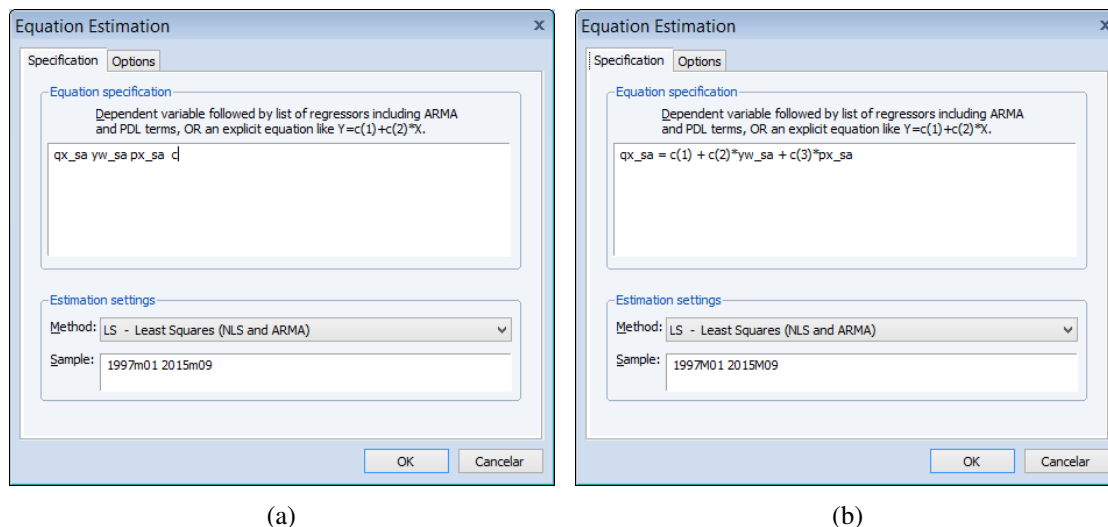 Equation Estimation
x
Specification
Options
Equation specification
Dependent variable followed by list of regressors including ARMA
and PDL terms, OR an explicit equation like Y=c(1)+c(2)*X.
qx_sa yw_sa px_sa c
Estimation settings
Method: LS - Least Squares (NLS and ARMA)
Sample: 1997m01 2015m09
OK
Cancelar
(a)
Equation Estimation
x
Specification
Options
Equation specification
Dependent variable followed by list of regressors including ARMA
and PDL terms, OR an explicit equation like Y=c(1)+c(2)*X.
qx_sa = c(1) + c(2)*yw_sa + c(3)*px_sa
Estimation settings
Method: LS - Least Squares (NLS and ARMA)
Sample: 1997M01 2015M09
OK
Cancelar
(b)